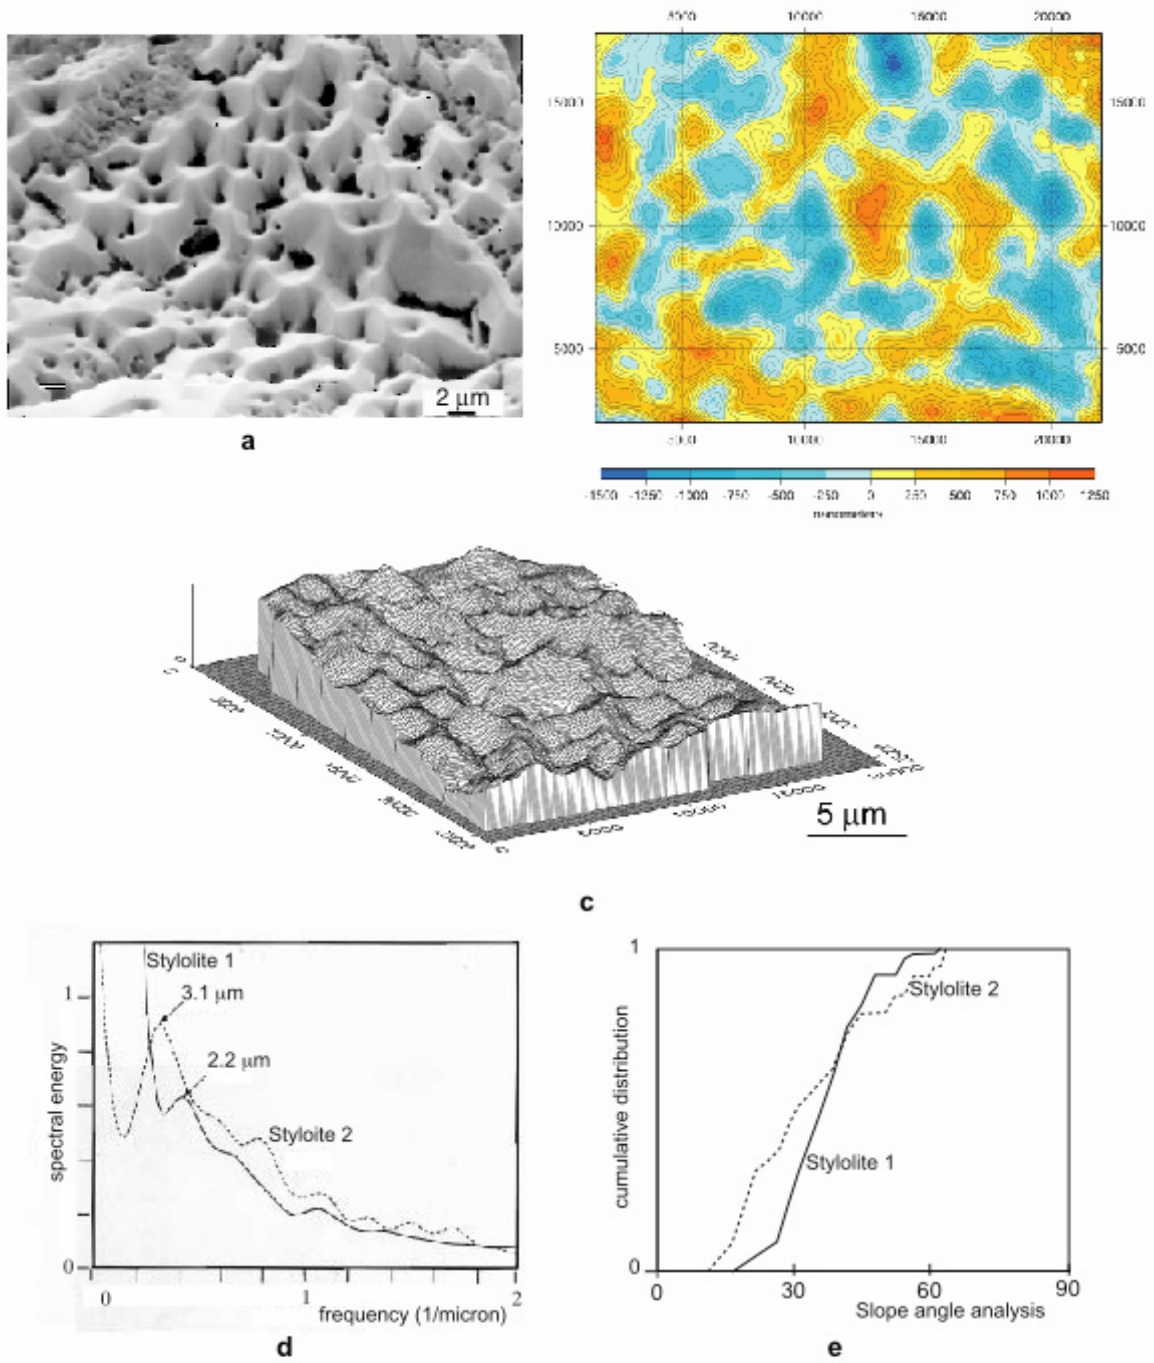 5000 10000 15000 20000
15000 15000
10000 10000
5000 5000
2 μm
5000 10000 15000 20000
a
-1500 -1250 -1000 -750 -500 -250 0 250 500 750 1000 1250
nanometers
5 μm
c
Stylolite 1
3.1 μm
2.2 μm
Styloite 2
spectral energy
1
0
0 1 2
frequency (1/micron)
d
1
Stylolite 2
Stylolite 1
cumulative distribution
0
0 30 60 90
Slope angle analysis
e